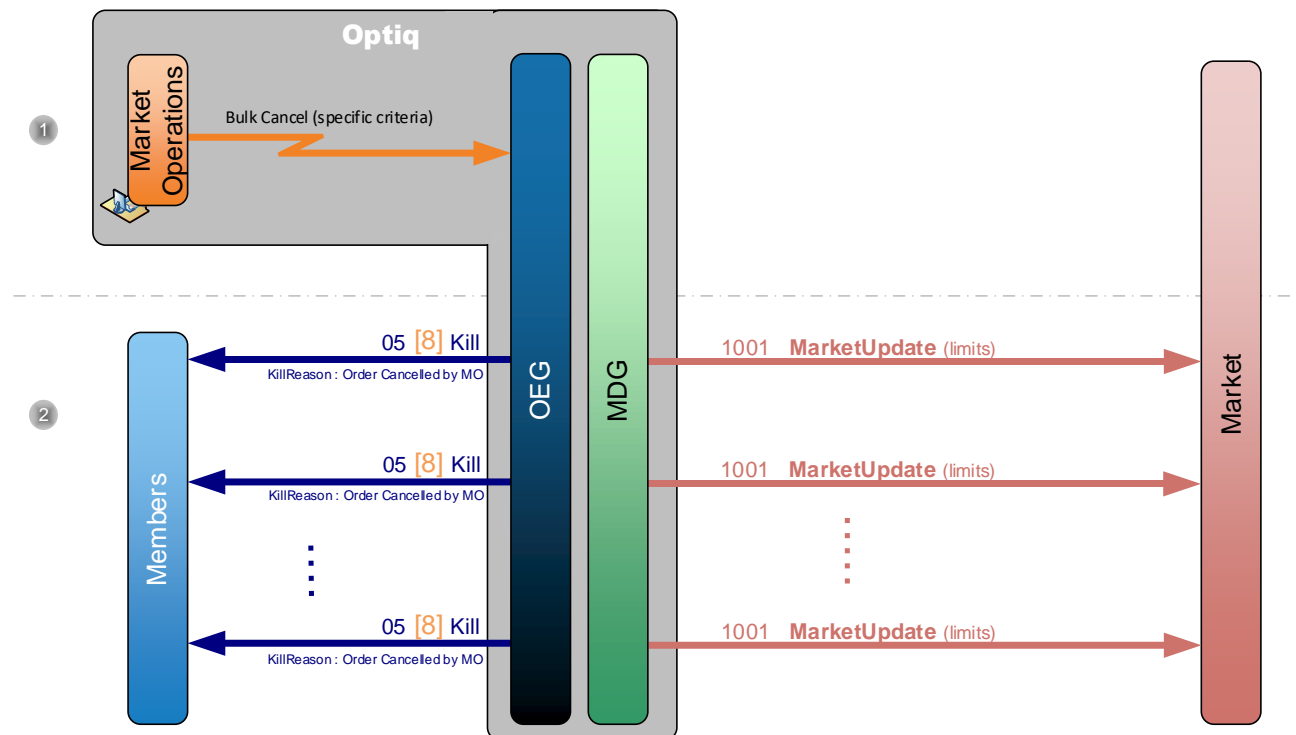 Optiq
Market
Operations
1
Bulk Cancel (specific criteria)
OEG
MDG
Market
Members
2
05 [8] Kill
KillReason : Order Cancelled by MO
1001 MarketUpdate (limits)
05 [8] Kill
KillReason : Order Cancelled by MO
1001 MarketUpdate (limits)
05 [8] Kill
KillReason : Order Cancelled by MO
1001 MarketUpdate (limits)